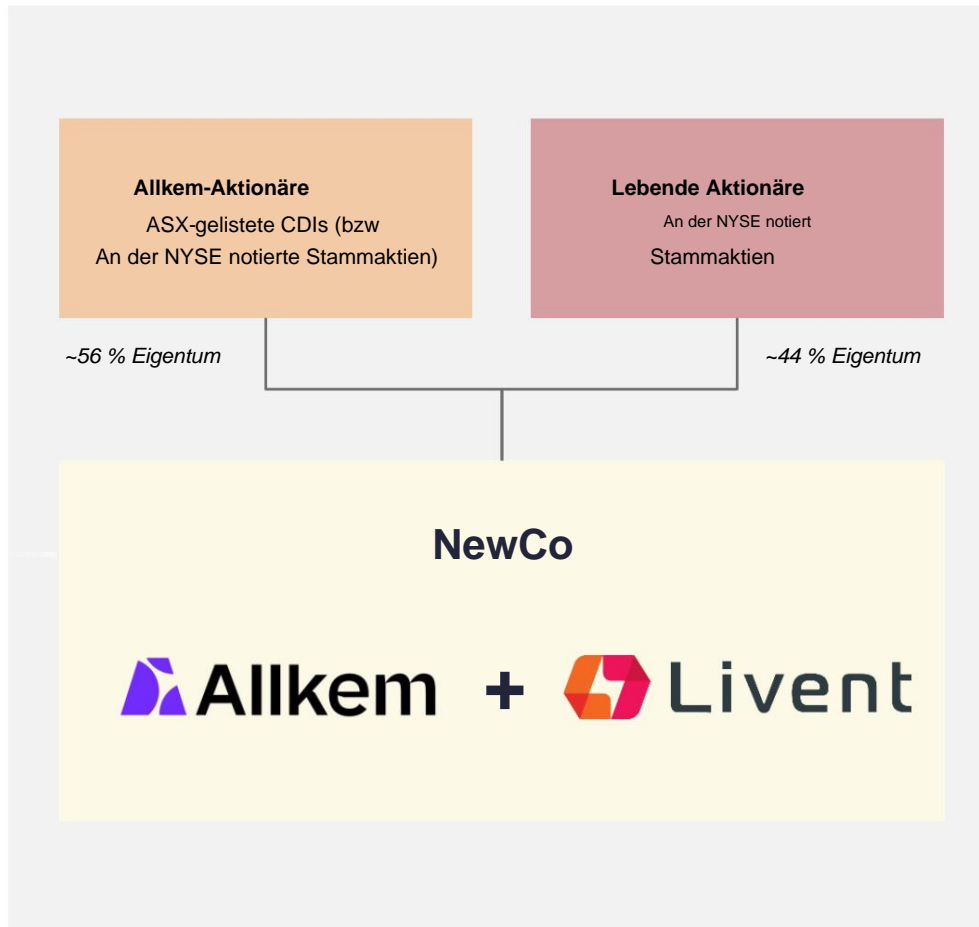 Allkem-Aktionäre
ASX-gelistete CDIs (bzw
An der NYSE notierte Stammaktien)
Lebende Aktionäre
An der NYSE notiert
Stammaktien
~56 % Eigentum
~44 % Eigentum
NewCo
Allkem + Livent